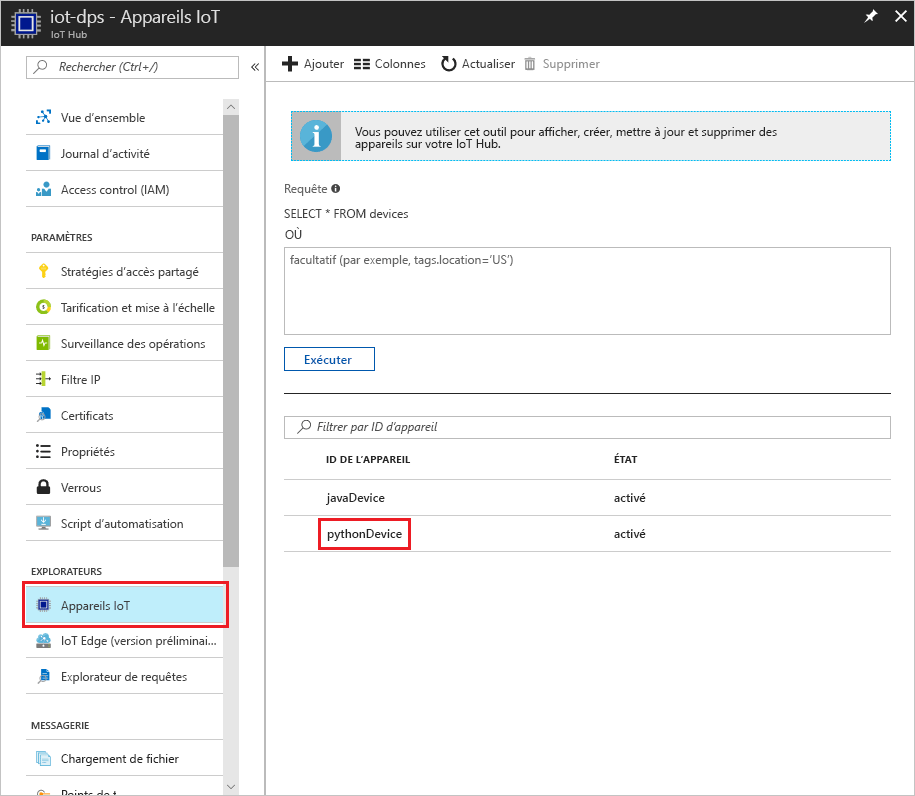 iot-dps - Appareils IoT
IoT Hub
Rechercher (Ctrl+/)
Vue d'ensemble
Journal d'activité
Access control (IAM)
PARAMÈTRES
Stratégies d'accès partagé
Tarification et mise à l'échelle
Surveillance des opérations
Filtre IP
Certificats
Propriétés
Verrous
Script d'automatisation
EXPLORATEURS
Appareils IoT
IoT Edge (version préliminai...
Explorateur de requêtes
MESSAGERIE
Chargement de fichier
Points de t
Ajouter
Colonnes
Actualiser
Supprimer
Vous pouvez utiliser cet outil pour afficher, créer, mettre à jour et supprimer des
appareils sur votre IoT Hub.
Requête
SELECT * FROM devices
OÙ
facultatif (par exemple, tags.location='US')
Exécuter
Filtrer par ID d'appareil
ID DE L'APPAREIL ÉTAT
javaDevice activé
pythonDevice activé